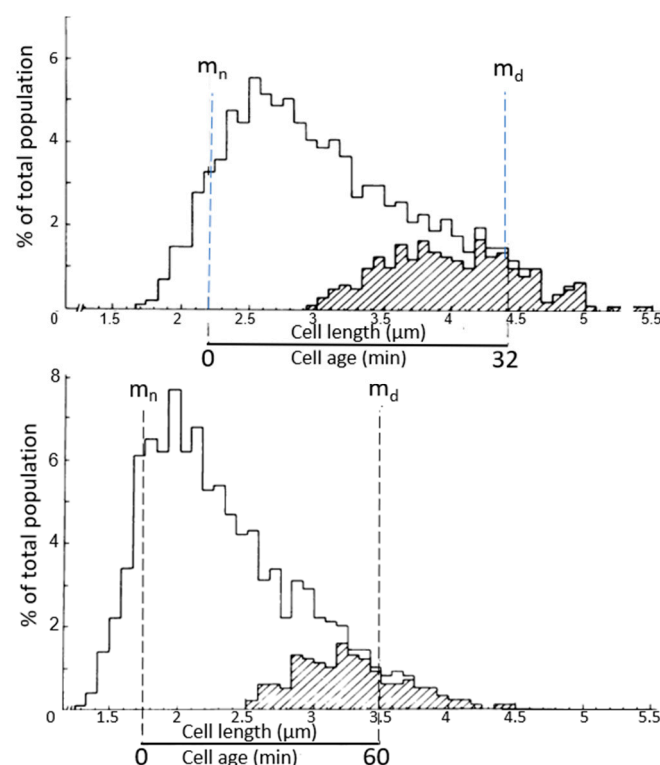 % of total population
6
4
2
0
m_n
m_d
1.5 2 2.5 3 3.5 4 4.5 5 5.5
Cell length (μm)
0 Cell age (min) 32
% of total population
8
6
4
2
0
m_n
m_d
1.5 2 2.5 3 3.5 4 4.5 5 5.5
Cell length (μm)
0 Cell age (min) 60